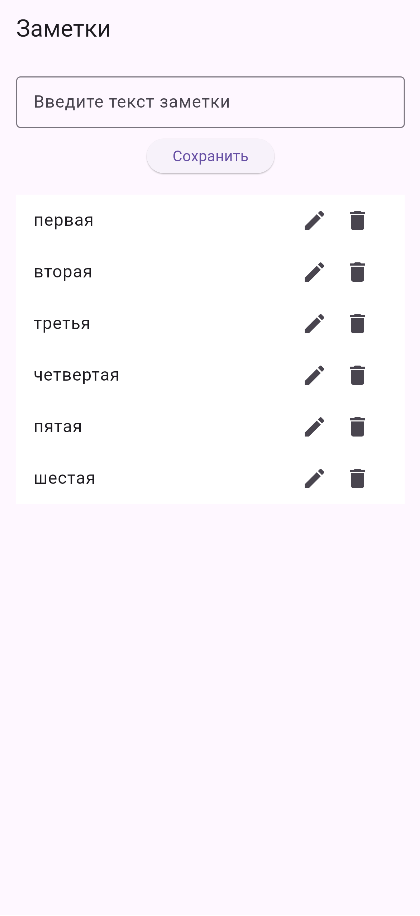 Заметки
Введите текст заметки
Сохранить
первая
вторая
третья
четвертая
пятая
шестая